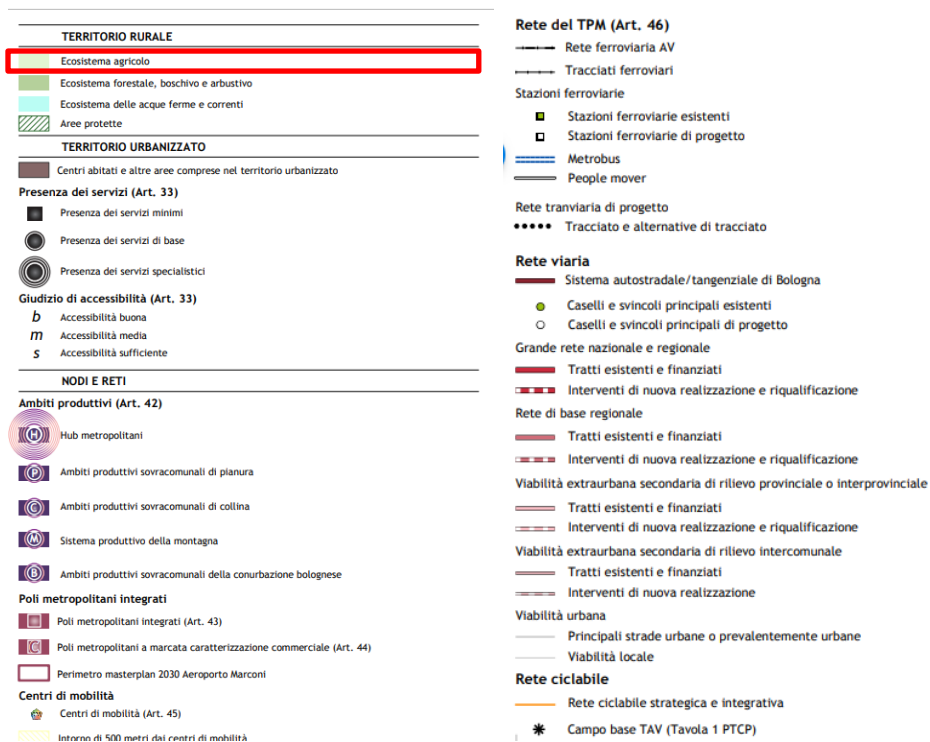 TERRITORIO RURALE
Ecosistema agricolo
Ecosistema forestale, boschivo e arbustivo
Ecosistema delle acque ferme e correnti
Aree protette
TERRITORIO URBANIZZATO
Centri abitati e altre aree comprese nel territorio urbanizzato
Presenza dei servizi (Art. 33)
Presenza dei servizi minimi
Presenza dei servizi di base
Presenza dei servizi specialistici
Giudizio di accessibilità (Art. 33)
b Accessibilità buona
m Accessibilità media
s Accessibilità sufficiente
NODI E RETI
Ambiti produttivi (Art. 42)
H Hub metropolitani
P Ambiti produttivi sovracomunali di pianura
C Ambiti produttivi sovracomunali di collina
M Sistema produttivo della montagna
B Ambiti produttivi sovracomunali della conurbazione bolognese
Poli metropolitani integrati
Poli metropolitani integrati (Art. 43)
C Poli metropolitani a marcata caratterizzazione commerciale (Art. 44)
Perimetro masterplan 2030 Aeroporto Marconi
Centri di mobilità
Centri di mobilità (Art. 45)
Intorno di 500 metri dai centri di mobilità
Rete del TPM (Art. 46)
Rete ferroviaria AV
Tracciati ferroviari
Stazioni ferroviarie
Stazioni ferroviarie esistenti
Stazioni ferroviarie di progetto
Metrobus
People mover
Rete tranviaria di progetto
Tracciato e alternative di tracciato
Rete viaria
Sistema autostradale/tangenziale di Bologna
Caselli e svincoli principali esistenti
Caselli e svincoli principali di progetto
Grande rete nazionale e regionale
Tratti esistenti e finanziati
Interventi di nuova realizzazione e riqualificazione
Rete di base regionale
Tratti esistenti e finanziati
Interventi di nuova realizzazione e riqualificazione
Viabilità extraurbana secondaria di rilievo provinciale o interprovinciale
Tratti esistenti e finanziati
Interventi di nuova realizzazione e riqualificazione
Viabilità extraurbana secondaria di rilievo intercomunale
Tratti esistenti e finanziati
Interventi di nuova realizzazione
Viabilità urbana
Principali strade urbane o prevalentemente urbane
Viabilità locale
Rete ciclabile
Rete ciclabile strategica e integrativa
Campo base TAV (Tavola 1 PTCP)